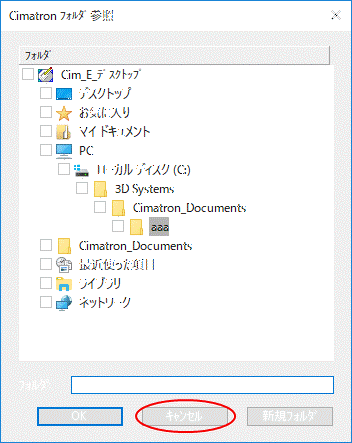 Cimatron フォルダ 参照
フォルダ
Cim_E_デスクトップ
デスクトップ
お気に入り
マイ ドキュメント
PC
ローカル ディスク (C:)
3D Systems
Cimatron_Documents
aaa
Cimatron_Documents
最近使った項目
ライブラリ
ネットワーク
フォルダ
OK
キャンセル
新規フォルダ